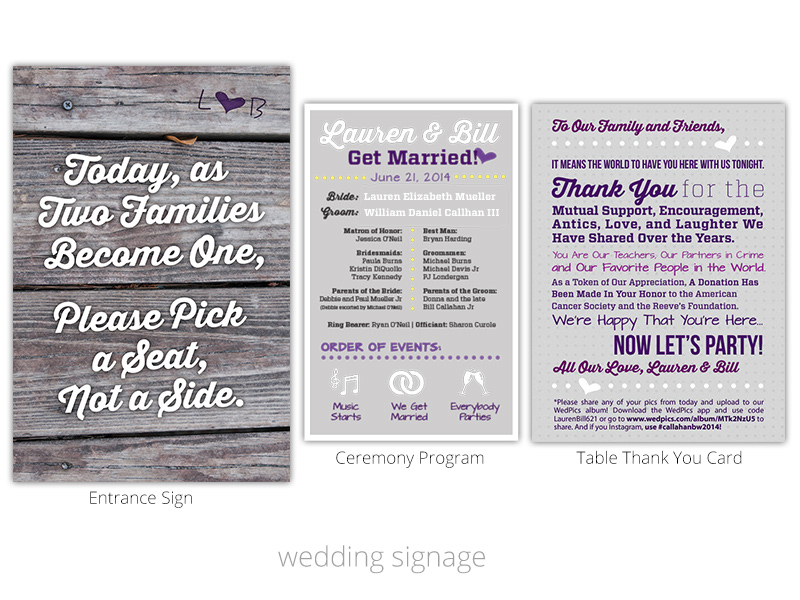 L B
Today, as
Two Families
Become One,
Please Pick
a Seat,
Not a Side.
Entrance Sign
Lauren & Bill
Get Married!
June 21, 2014
Bride: Lauren Elizabeth Mueller
Groom: William Daniel Callhan III
Matron of Honor:
Jessica O'Neil
Bridesmaids:
Paula Burns
Kristin DiQuollo
Tracy Kennedy
Parents of the Bride:
Debbie and Paul Mueller Jr
(Debbie escorted by Michael O'Neil)
Best Man:
Bryan Harding
Groomsmen:
Michael Burns
Michael Davis Jr
PJ Londergan
Parents of the Groom:
Donna and the late
Bill Callahan Jr
Ring Bearer: Ryan O'Neil | Officiant: Sharon Curole
ORDER OF EVENTS:
Music
Starts
We Get
Married
Everybody
Parties
Ceremony Program
To Our Family and Friends,
IT MEANS THE WORLD TO HAVE YOU HERE WITH US TONIGHT.
Thank You for the
Mutual Support, Encouragement,
Antics, Love, and Laughter We
Have Shared Over the Years.
You Are Our Teachers, Our Partners in Crime
and Our Favorite People in the World.
As a Token of Our Appreciation, A Donation Has
Been Made In Your Honor to the American
Cancer Society and the Reeve's Foundation.
We're Happy That You're Here...
NOW LET'S PARTY!
All Our Love, Lauren & Bill
*Please share any of your pics from today and upload to our
WedPics album! Download the WedPics app and use code
LaurenBill621 or go to www.wedpics.com/album/MTk2NzU5 to
share. And if you Instagram, use #callahanbw2014!
Table Thank You Card
wedding signage